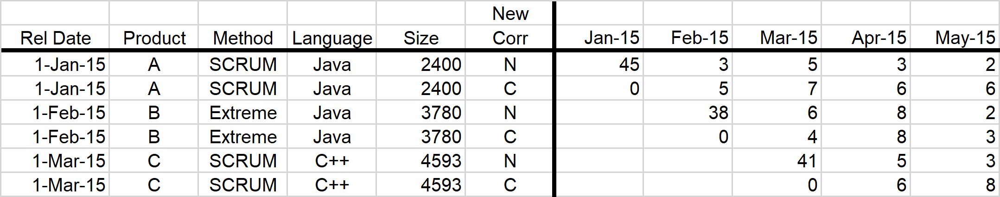 New
Rel Date Product Method Language Size Corr Jan-15 Feb-15 Mar-15 Apr-15 May-15
1-Jan-15 A SCRUM Java 2400 N 45 3 5 3 2
1-Jan-15 A SCRUM Java 2400 C 0 5 7 6 6
1-Feb-15 B Extreme Java 3780 N 38 6 8 2
1-Feb-15 B Extreme Java 3780 C 0 4 8 3
1-Mar-15 C SCRUM C++ 4593 N 41 5 3
1-Mar-15 C SCRUM C++ 4593 C 0 6 8